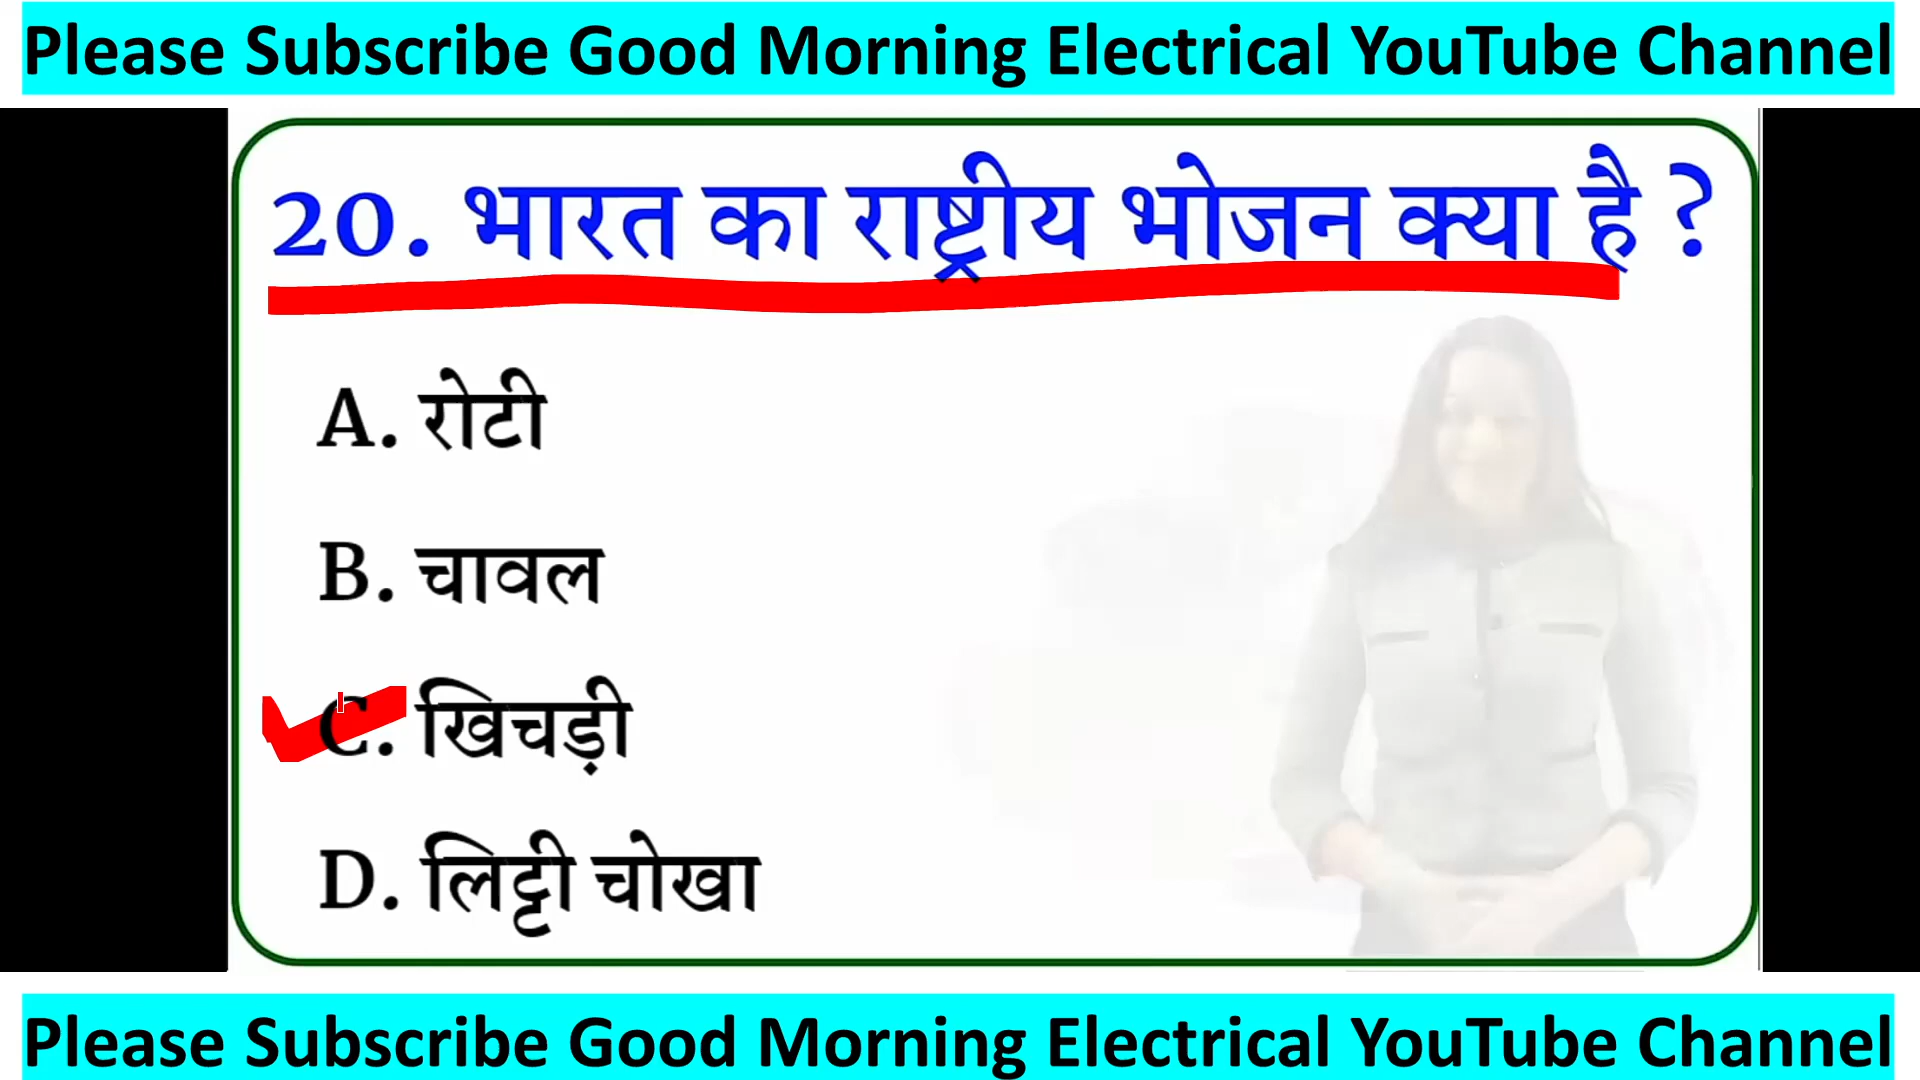 Please Subscribe Good Morning Electrical YouTube Channel
20. भारत का राष्ट्रीय भोजन क्या है ?
A. रोटी
B. चावल
C. खिचड़ी
D. लिट्टी चोखा
Please Subscribe Good Morning Electrical YouTube Channel